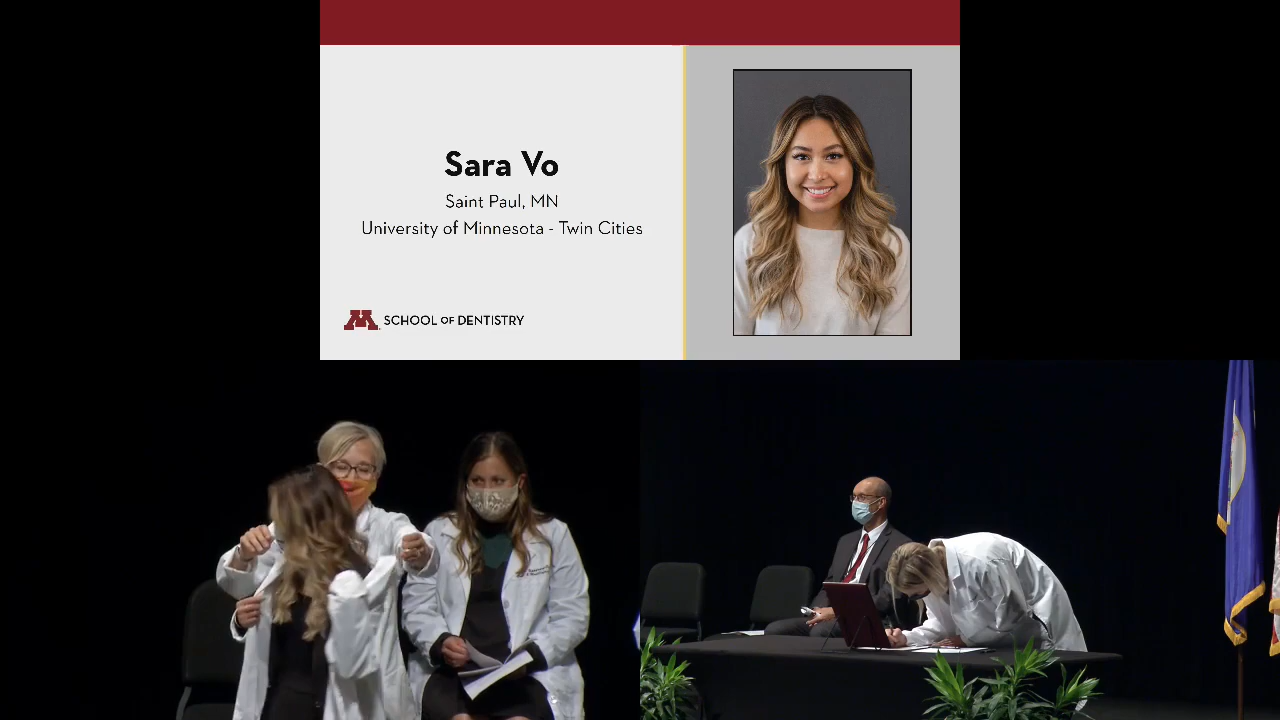 Sara Vo
Saint Paul, MN
University of Minnesota - Twin Cities
M SCHOOL OF DENTISTRY